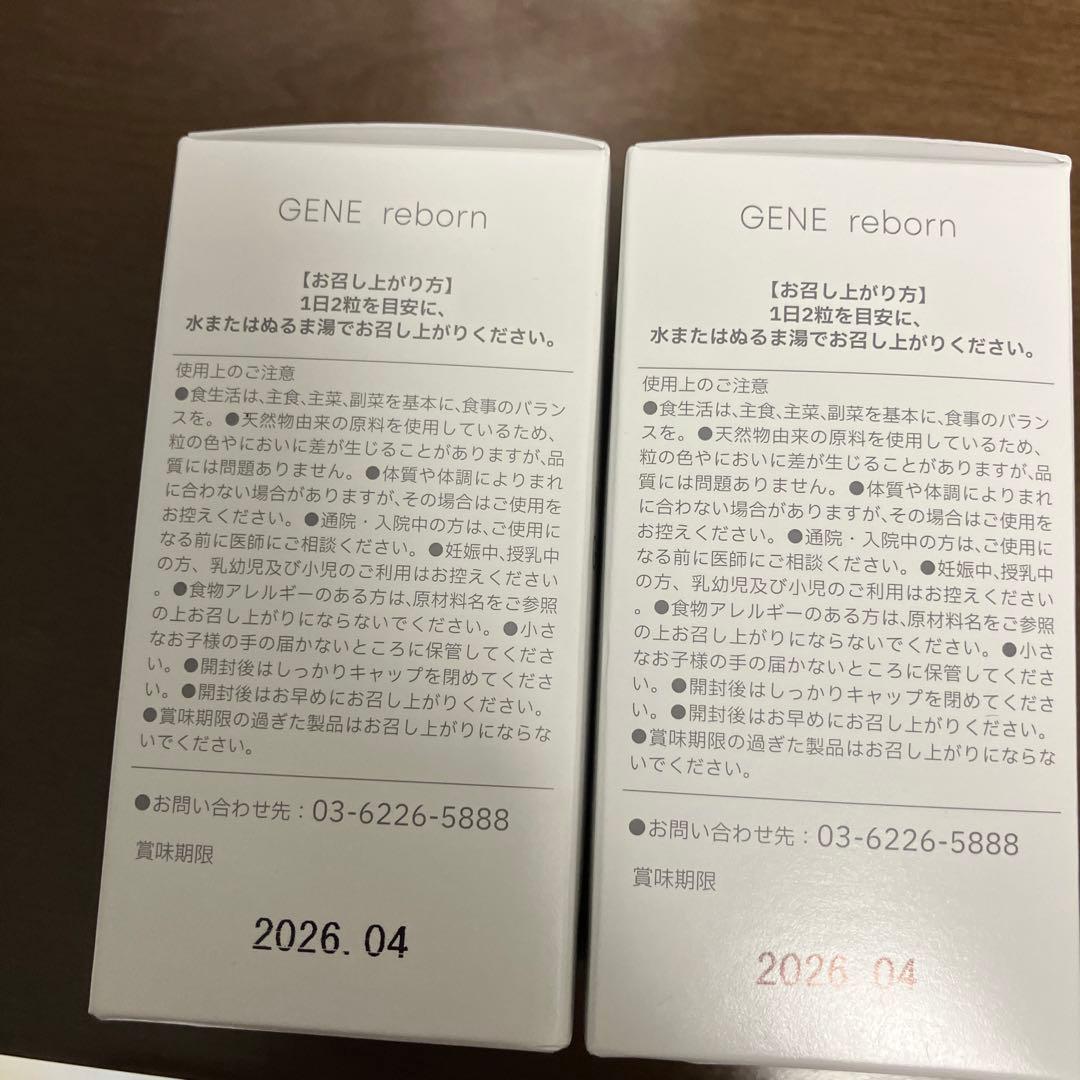 GENE reborn
【お召し上がり方】
1日2粒を目安に、
水またはぬるま湯でお召し上がりください。
使用上のご注意
●食生活は、主食、主菜、副菜を基本に、食事のバラン
スを。●天然物由来の原料を使用しているため、
粒の色やにおいに差が生じることがありますが、品
質には問題ありません。●体質や体調によりまれ
に合わない場合がありますが、その場合はご使用を
お控えください。●通院・入院中の方は、ご使用に
なる前に医師にご相談ください。●妊娠中、授乳中
の方、乳幼児及び小児のご利用はお控えください
。●食物アレルギーのある方は、原材料名をご参照
の上お召し上がりにならないでください。●小さ
なお子様の手の届かないところに保管してくださ
い。●開封後はしっかりキャップを閉めてくださ
い。●開封後はお早めにお召し上がりください。
●賞味期限の過ぎた製品はお召し上がりにならな
いでください。
●お問い合わせ先：03-6226-5888
賞味期限
2026.04
GENE reborn
【お召し上がり方】
1日2粒を目安に、
水またはぬるま湯でお召し上がりください。
使用上のご注意
●食生活は、主食、主菜、副菜を基本に、食事のバラン
スを。●天然物由来の原料を使用しているため、
粒の色やにおいに差が生じることがありますが、品
質には問題ありません。●体質や体調によりまれ
に合わない場合がありますが、その場合はご使用を
お控えください。●通院・入院中の方は、ご使用に
なる前に医師にご相談ください。●妊娠中、授乳中
の方、乳幼児及び小児のご利用はお控えください
。●食物アレルギーのある方は、原材料名をご参照
の上お召し上がりにならないでください。●小さ
なお子様の手の届かないところに保管してくださ
い。●開封後はしっかりキャップを閉めてくださ
い。●開封後はお早めにお召し上がりください。
●賞味期限の過ぎた製品はお召し上がりにならな
いでください。
●お問い合わせ先：03-6226-5888
賞味期限
2026 04